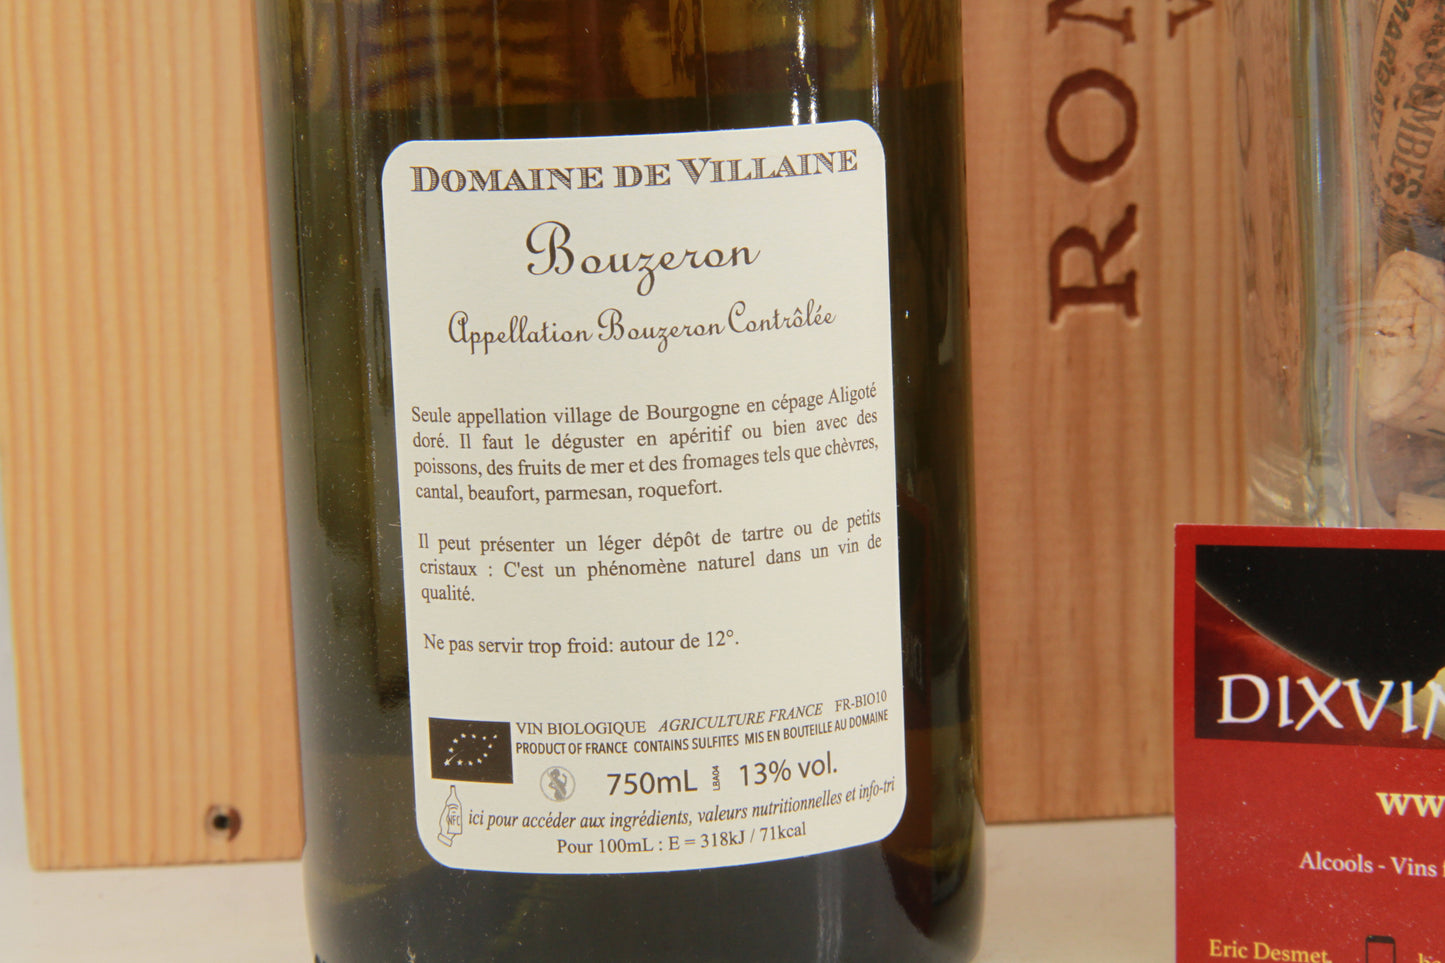 DOMAINE DE VILLAINE
Bouzeron
Appellation Bouzeron Contrôlée
Seule appellation village de Bourgogne en cépage Aligoté
doré. Il faut le déguster en apéritif ou bien avec des
poissons, des fruits de mer et des fromages tels que chèvres,
cantal, beaufort, parmesan, roquefort.
Il peut présenter un léger dépôt de tartre ou de petits
cristaux : C'est un phénomène naturel dans un vin de
qualité.
Ne pas servir trop froid: autour de 12°.
VIN BIOLOGIQUE AGRICULTURE FRANCE FR-BIO10
PRODUCT OF FRANCE CONTAINS SULFITES MIS EN BOUTEILLE AU DOMAINE
750mL LBA04 13% vol.
NFC ici pour accéder aux ingrédients, valeurs nutritionnelles et info-tri
Pour 100mL : E = 318kJ / 71kcal
DIXVIN
ww
Alcools - Vins f
Eric Desmet,